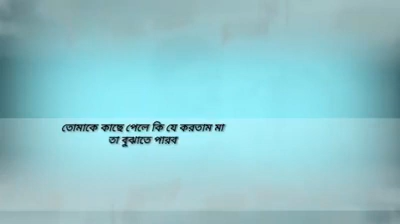 তোমাকে কাছে পেলে কি যে করতাম মা
তা বুঝাতে পারব